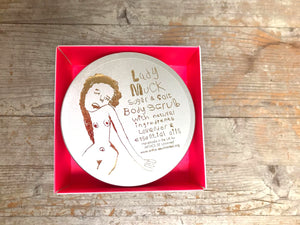 Lady
Muck
Sugar & Salt
Body Scrub
with natural
ingredients
Lavender &
essential oils